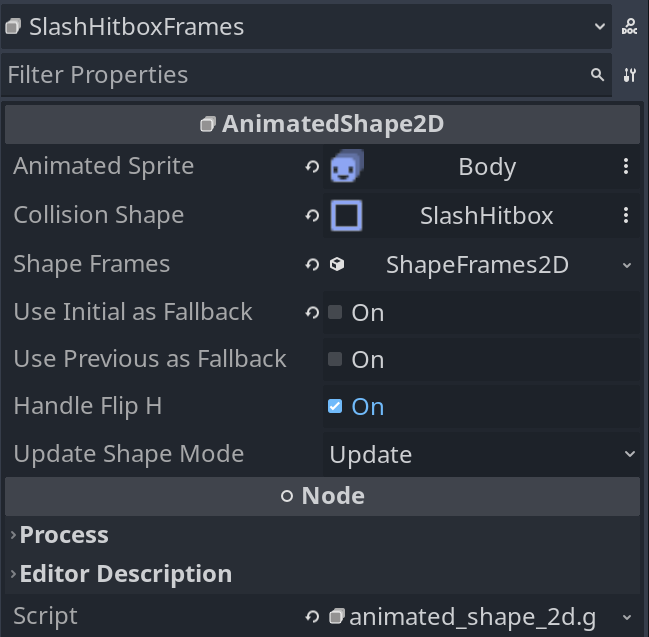 SlashHitboxFrames
DOC
Filter Properties
AnimatedShape2D
Animated Sprite Body
Collision Shape SlashHitbox
Shape Frames ShapeFrames2D
Use Initial as Fallback On
Use Previous as Fallback On
Handle Flip H On
Update Shape Mode Update
Node
Process
Editor Description
Script animated_shape_2d.g